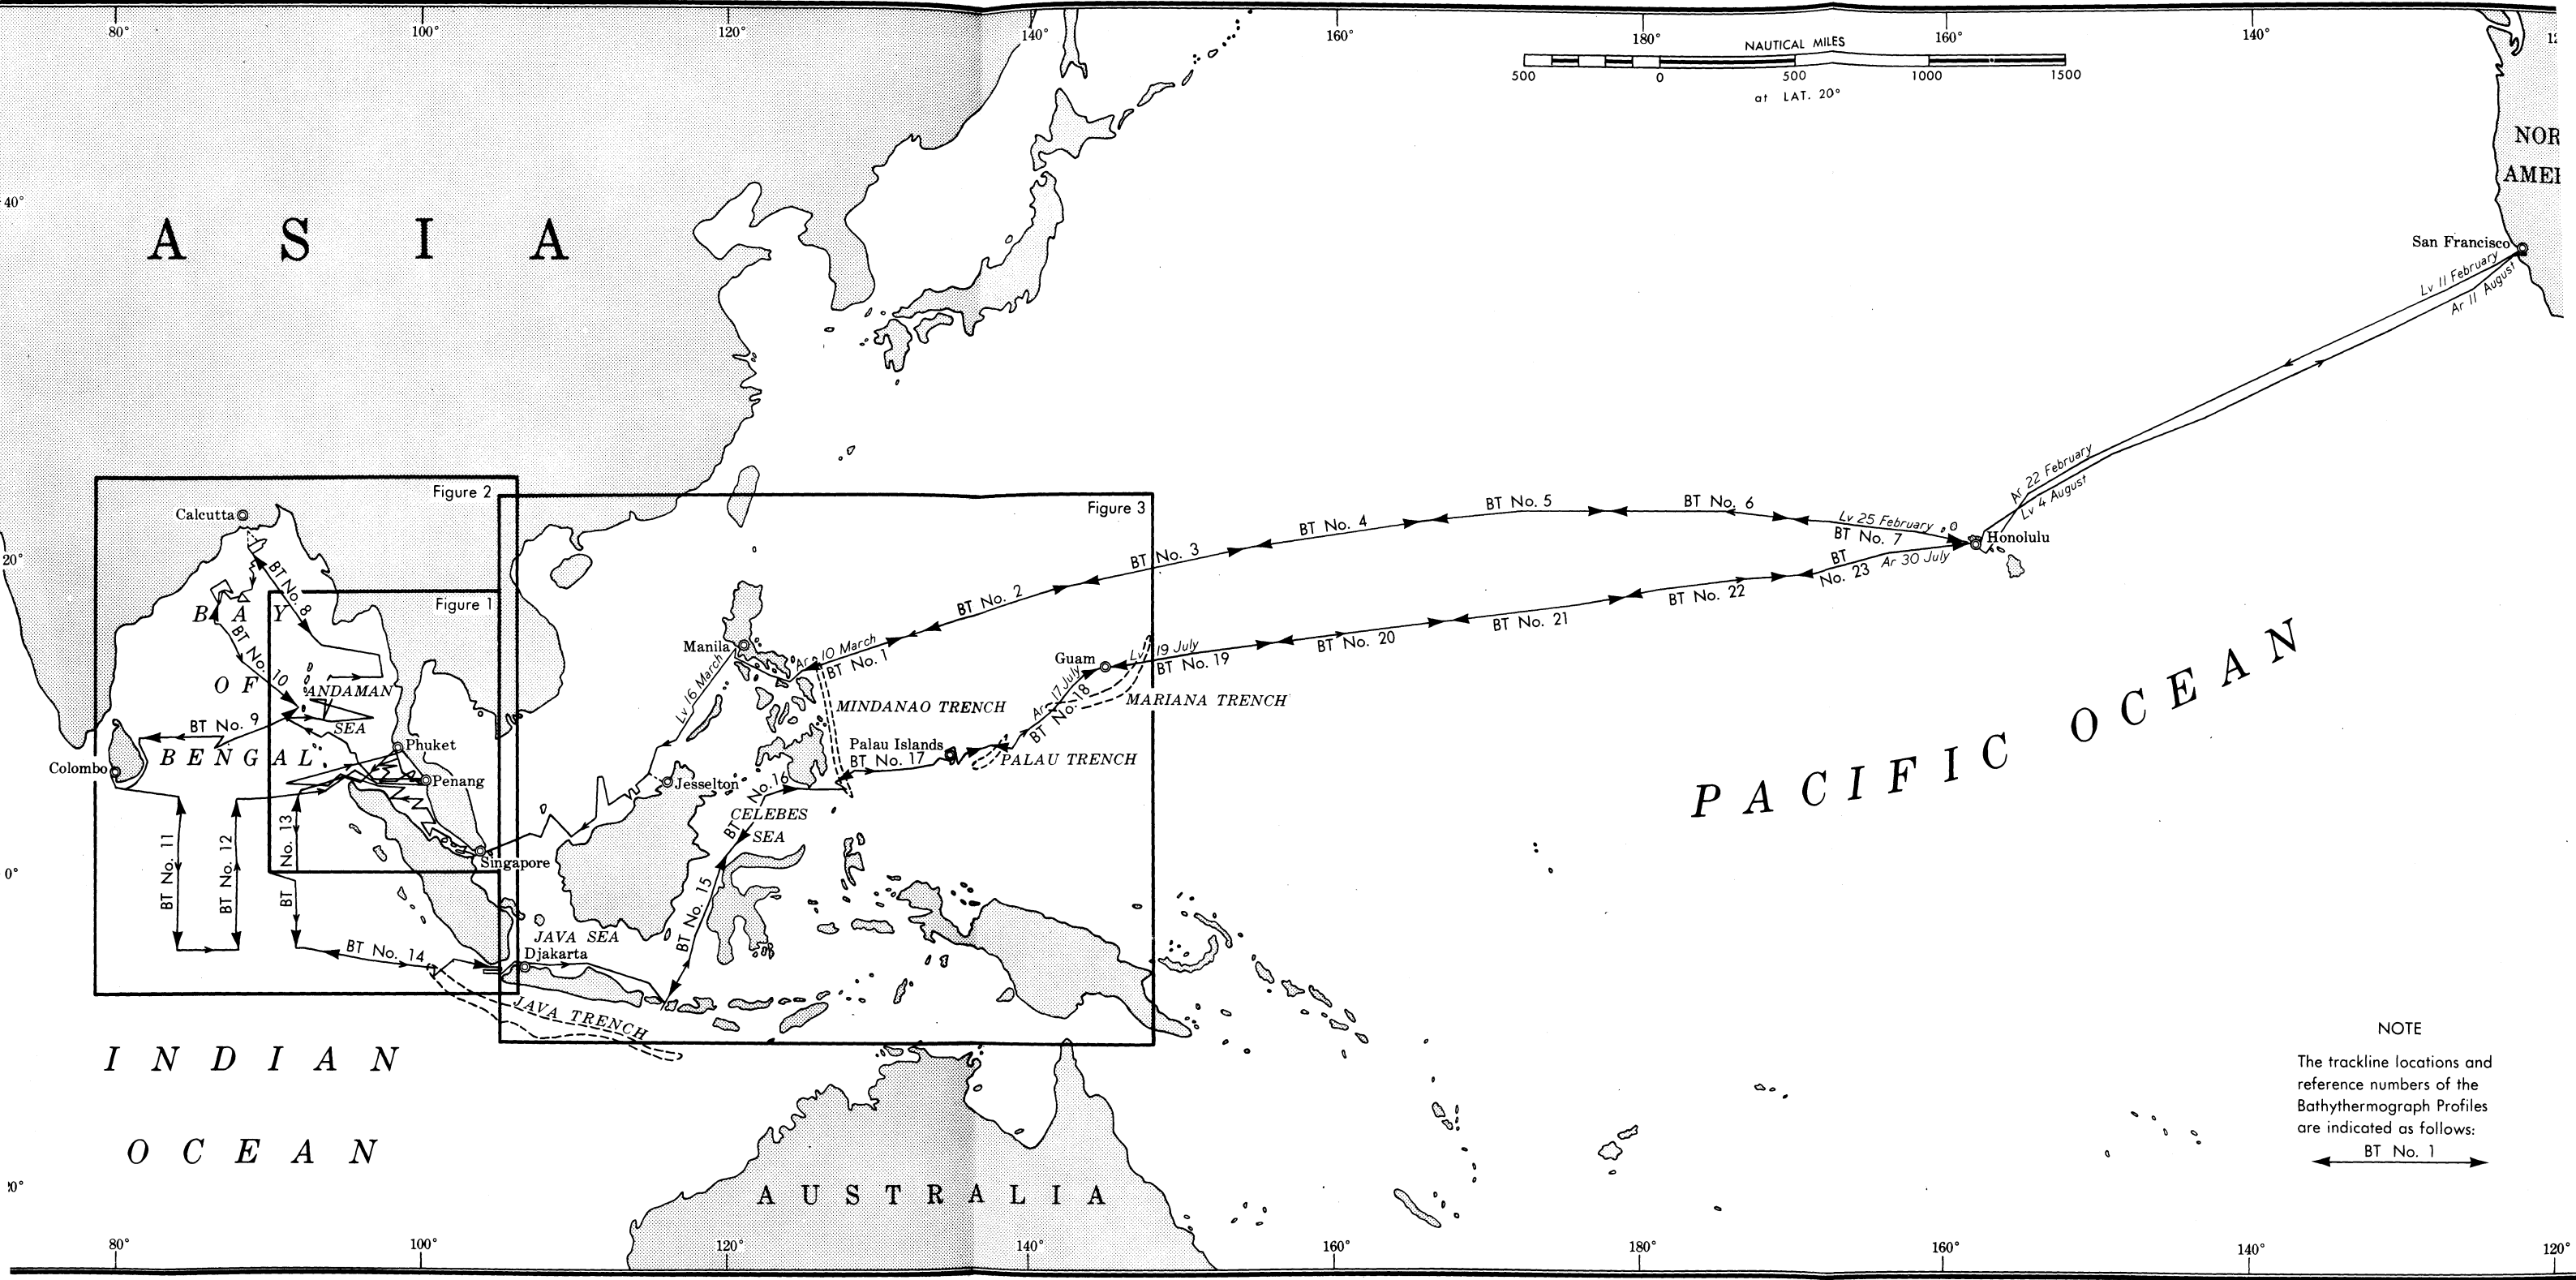 80°
100°
120°
140°
160°
180°
160°
140°
NAUTICAL MILES
500
0
500
1000
1500
at LAT. 20°
NOR
AMEI
40°
A S I A
San Francisco
Lv 11 February
Ar 11 August
Ar 22 February
Lv 4 August
Figure 2
Figure 3
Calcutta
BT No. 8
BT No. 3
BT No. 4
BT No. 5
BT No. 6
Lv 25 February
BT No. 7
Honolulu
20°
Figure 1
BT No. 2
BT
No. 23
Ar 30 July
BT No. 22
BT No. 21
BT No. 20
B A Y
O F
B E N G A L
BT No. 10
ANDAMAN
SEA
BT No. 9
Manila
Ar 10 March
BT No. 1
Lv 16 March
Guam
Lv 19 July
BT No. 19
Ar 17 July
BT No. 18
MARIANA TRENCH
MINDANAO TRENCH
Palau Islands
BT No. 17
PALAU TRENCH
Phuket
Colombo
Penang
Jesselton
BT No. 16
CELEBES
SEA
P A C I F I C O C E A N
BT No. 11
BT No. 12
BT No. 13
Singapore
0°
BT No. 15
BT No. 14
JAVA SEA
Djakarta
JAVA TRENCH
I N D I A N
O C E A N
A U S T R A L I A
NOTE
The trackline locations and
reference numbers of the
Bathythermograph Profiles
are indicated as follows:
BT No. 1
80°
100°
120°
140°
160°
180°
160°
140°
120°